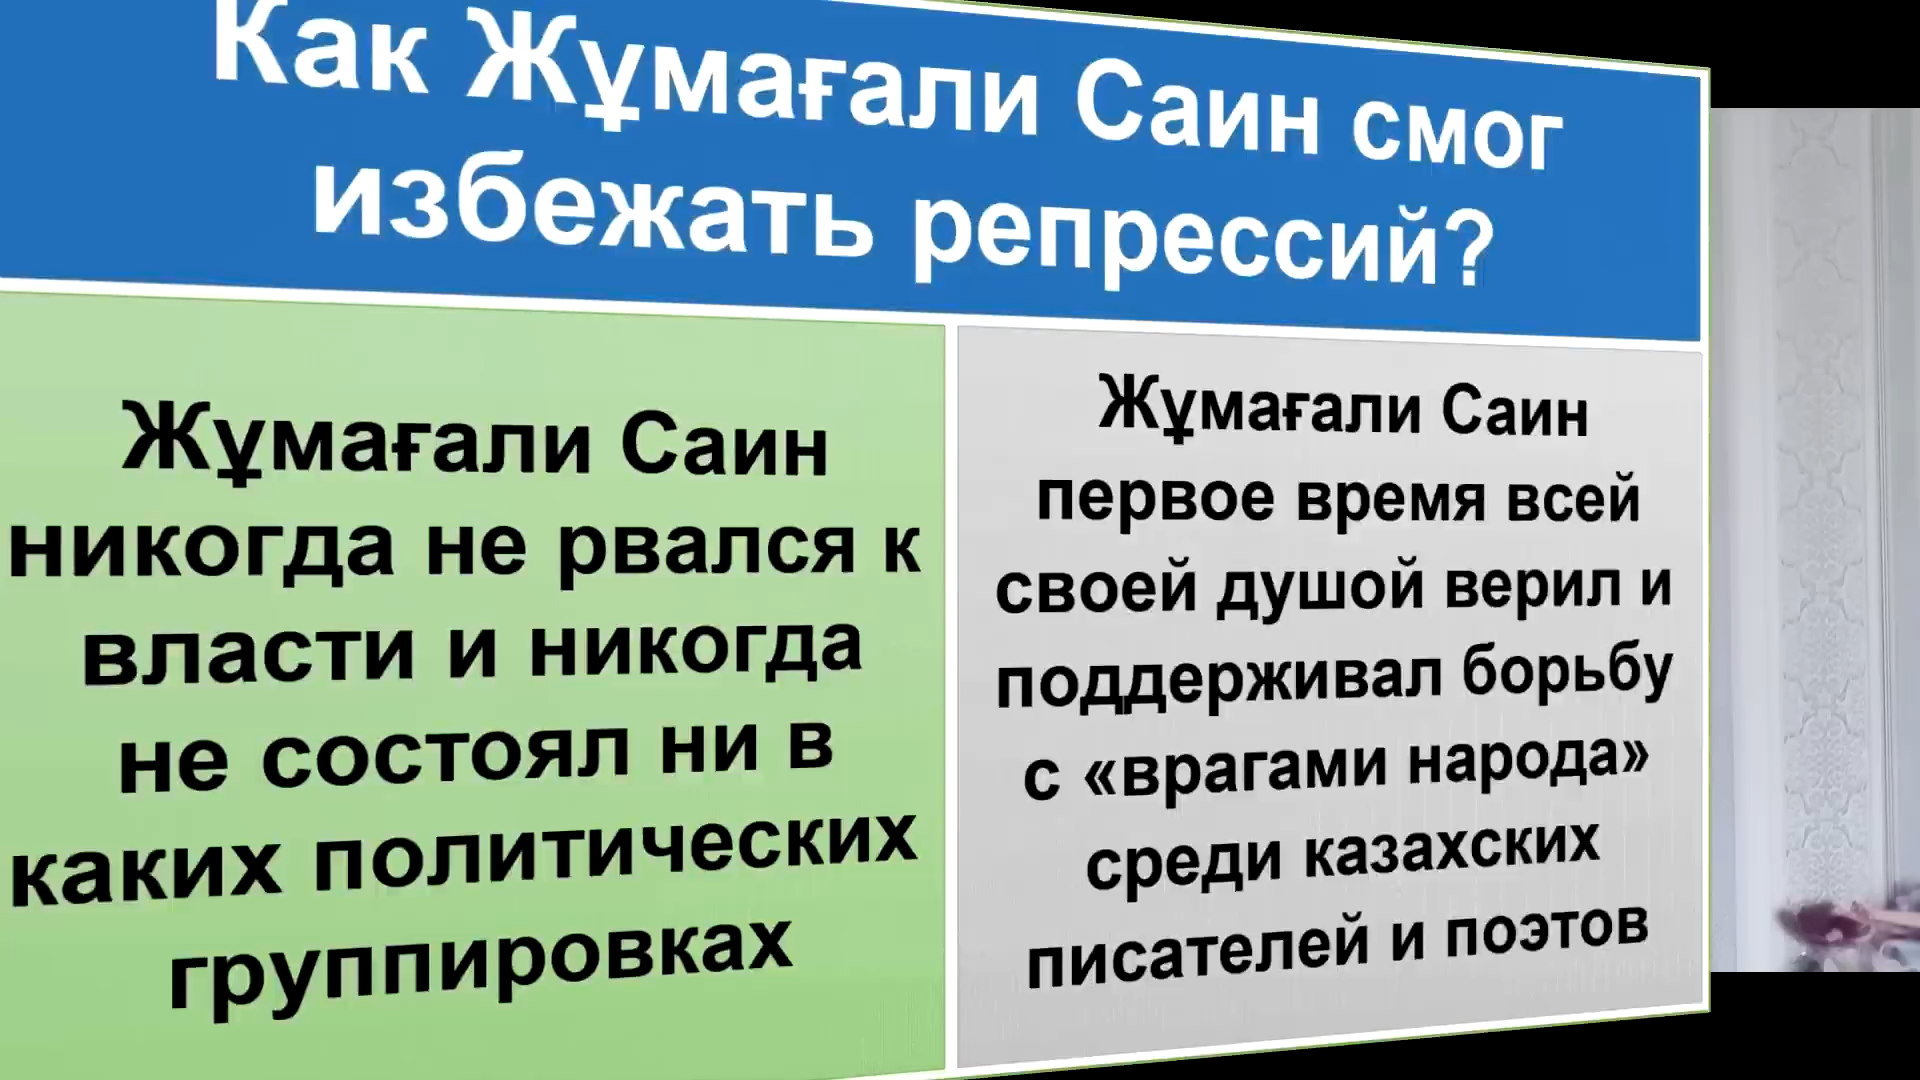 Как Жұмағали Саин смог
избежать репрессий?
Жұмағали Саин
никогда не рвался к
власти и никогда
не состоял ни в
каких политических
группировках
Жұмағали Саин
первое время всей
своей душой верил и
поддерживал борьбу
с «врагами народа»
среди казахских
писателей и поэтов